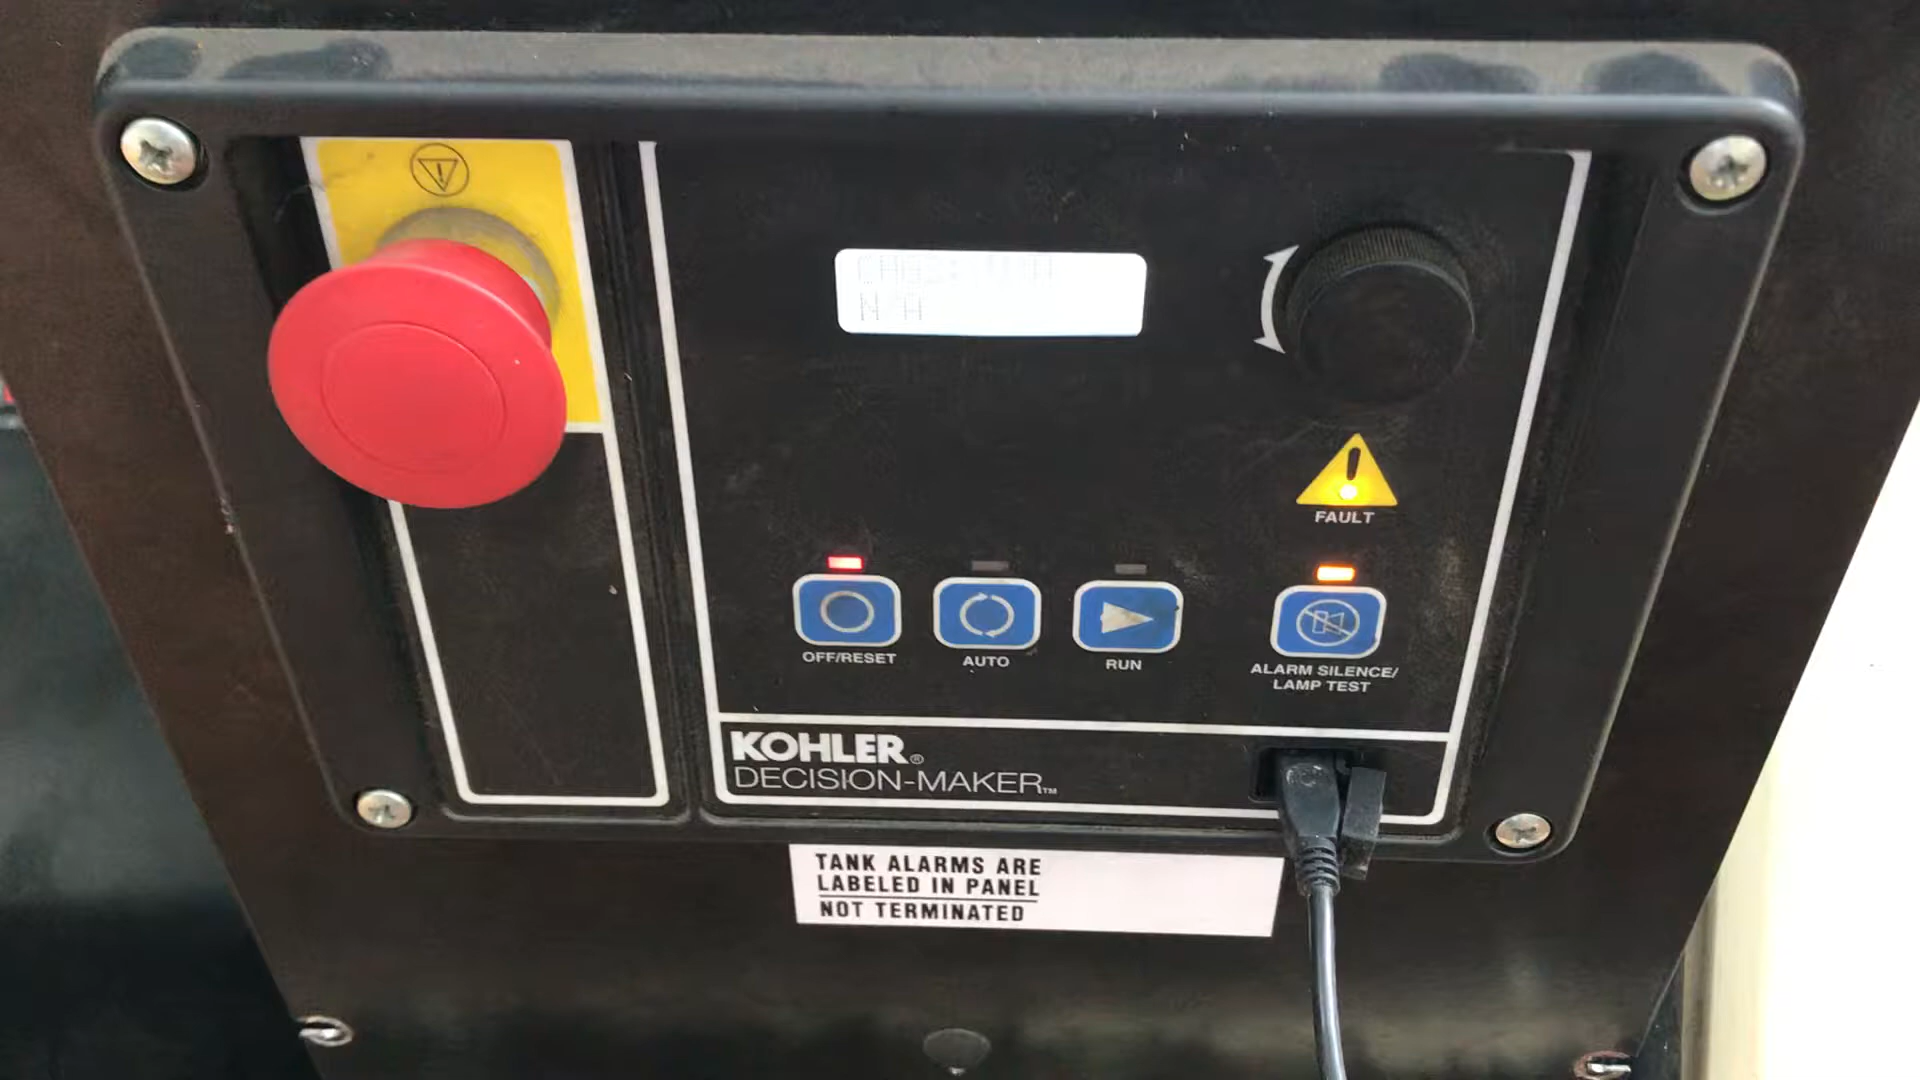 N/A
FAULT
OFF/RESET
AUTO
RUN
ALARM SILENCE/
LAMP TEST
KOHLER®
DECISION-MAKER™
TANK ALARMS ARE
LABELED IN PANEL
NOT TERMINATED